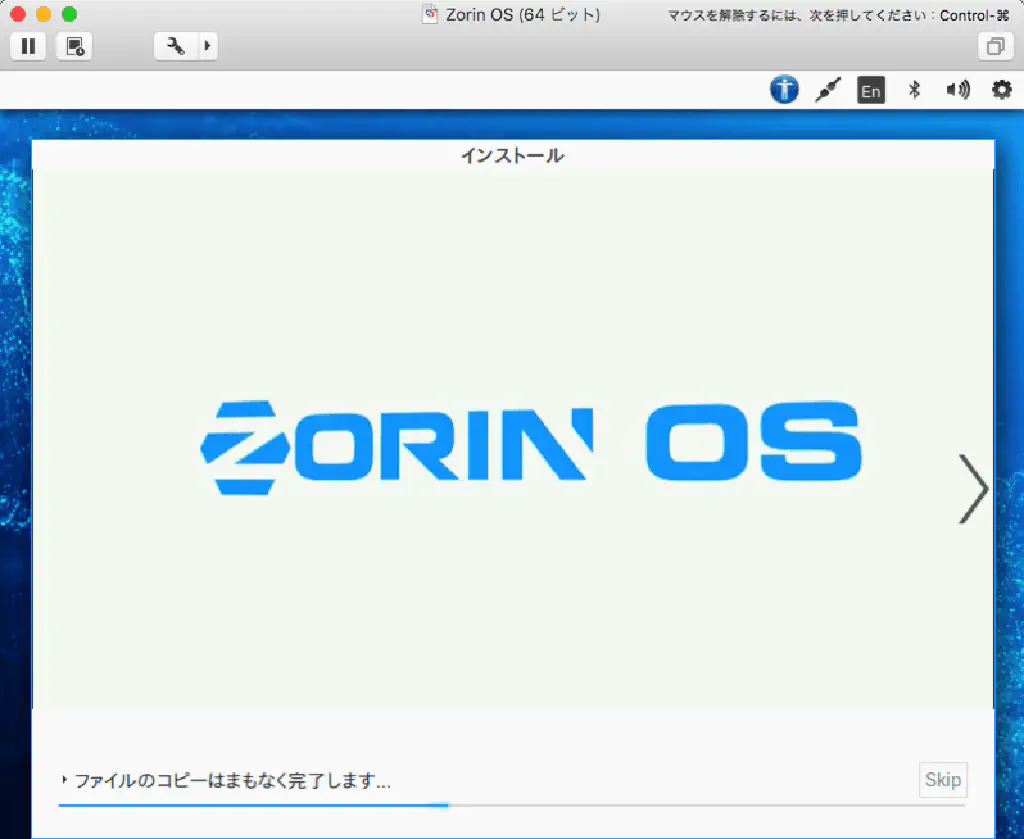 Zorin OS (64 ビット)
マウスを解除するには、次を押してください：Control-⌘
En
インストール
ZORIN OS
ファイルのコピーはまもなく完了します...
Skip